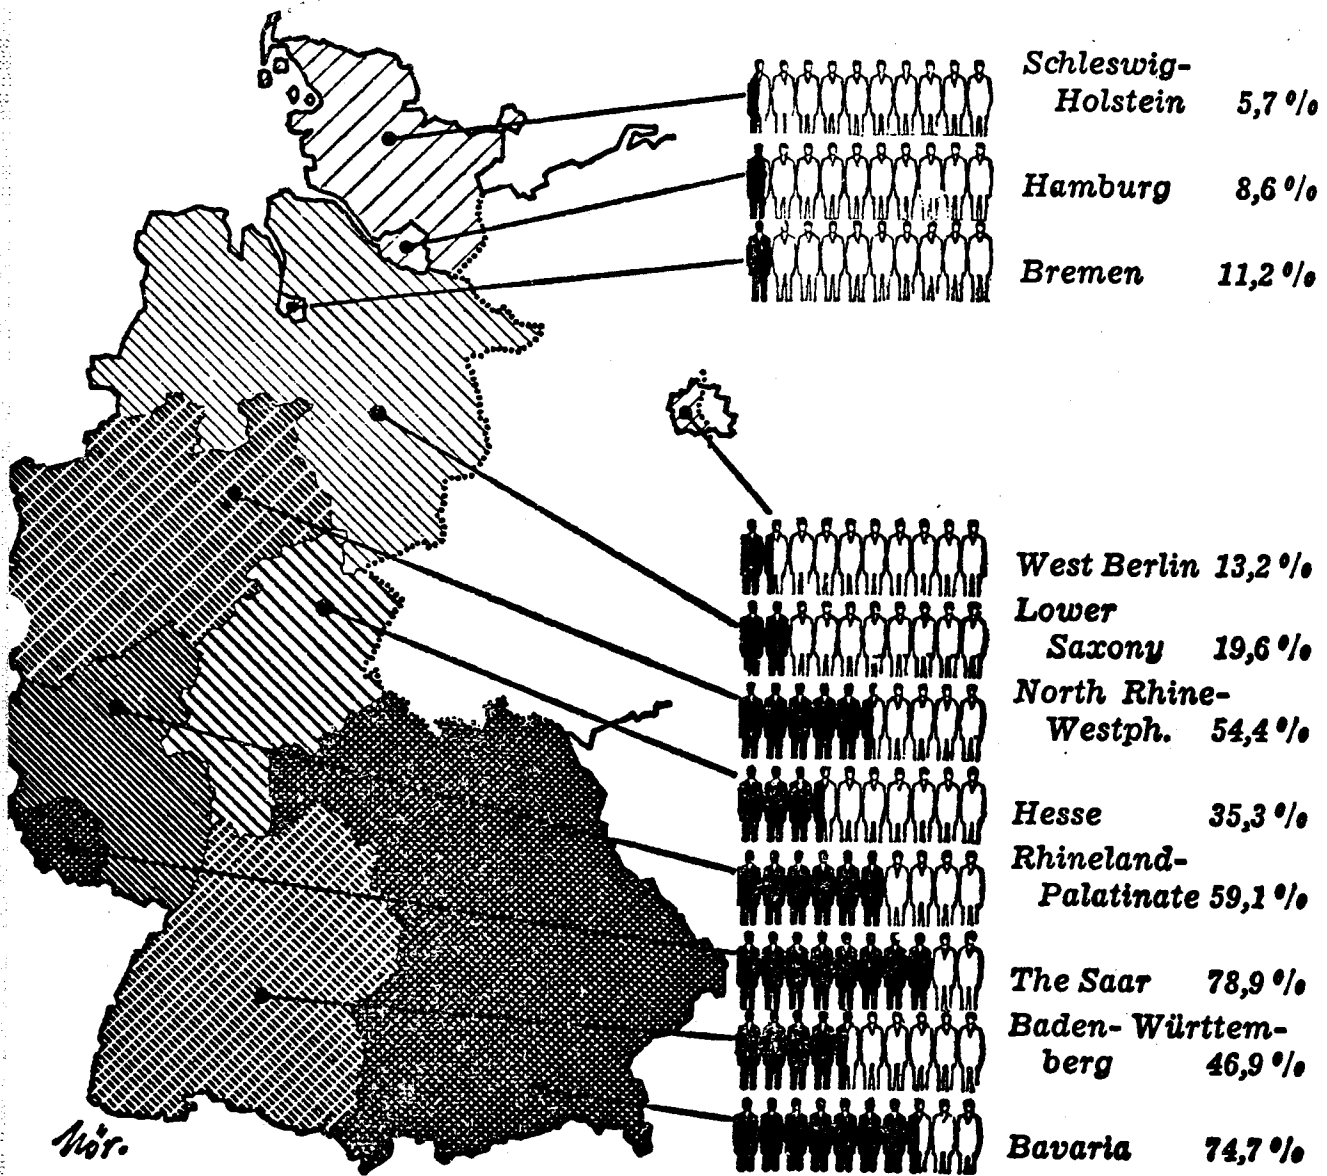 Schleswig-
Holstein 5,7 %
Hamburg 8,6 %
Bremen 11,2 %
West Berlin 13,2 %
Lower
Saxony 19,6 %
North Rhine-
Westph. 54,4 %
Hesse 35,3 %
Rhineland-
Palatinate 59,1 %
The Saar 78,9 %
Baden-Württem-
berg 46,9 %
Bavaria 74,7 %